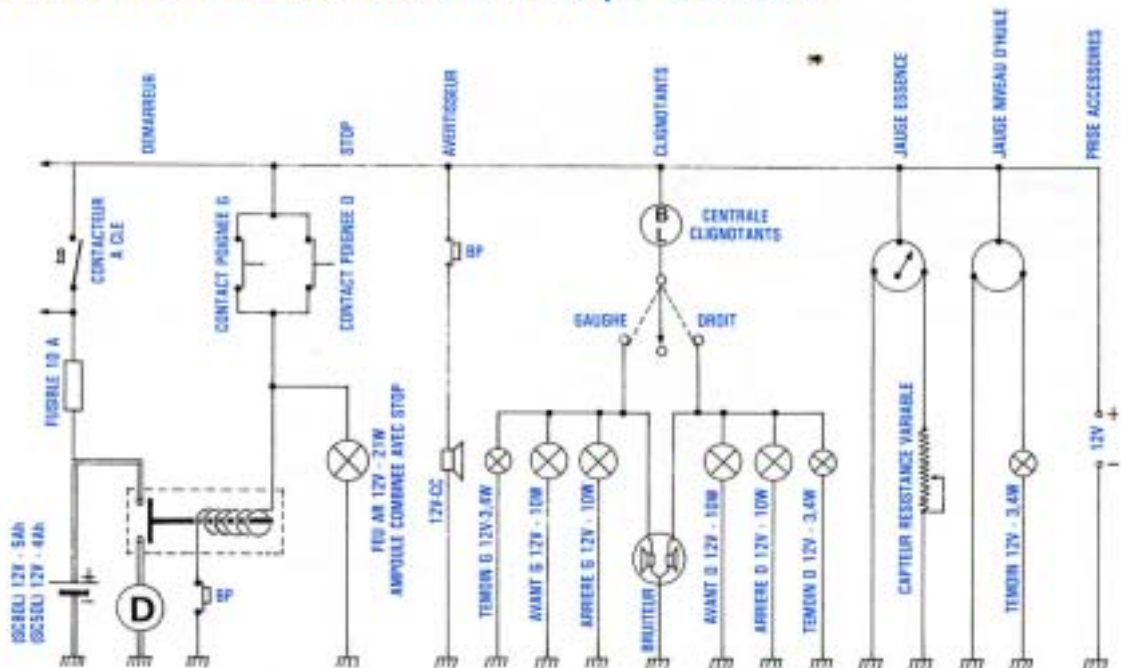 DEMARREUR
STOP
AVERTISSEUR
CLIGNOTANTS
JAUGE ESSENCE
JAUGE NIVEAU D'HUILE
PRISE ACCESSOIRES
CONTACTEUR
A CLE
CONTACT POIGNEE G
CONTACT POIGNEE D
BP
B
L
CENTRALE
CLIGNOTANTS
GAUGHE
DROIT
FUSIBLE 10 A
FEU AR 12V - 21W
AMPOULE COMBINEE AVEC STOP
12V-CC
TEMOIN G 12V-3,4W
AVANT G 12V - 10W
ARRIERE G 12V - 10W
BRUITEUR
AVANT D 12V - 10W
ARRIERE D 12V - 10W
TEMOIN D 12V - 3,4W
CAPTEUR RESISTANCE VARIABLE
TEMOIN 12V - 3,4W
- 12V +
(GC8DL) 12V - 5Ah
(GC5DL) 12V - 4Ah
+
-
D
BP